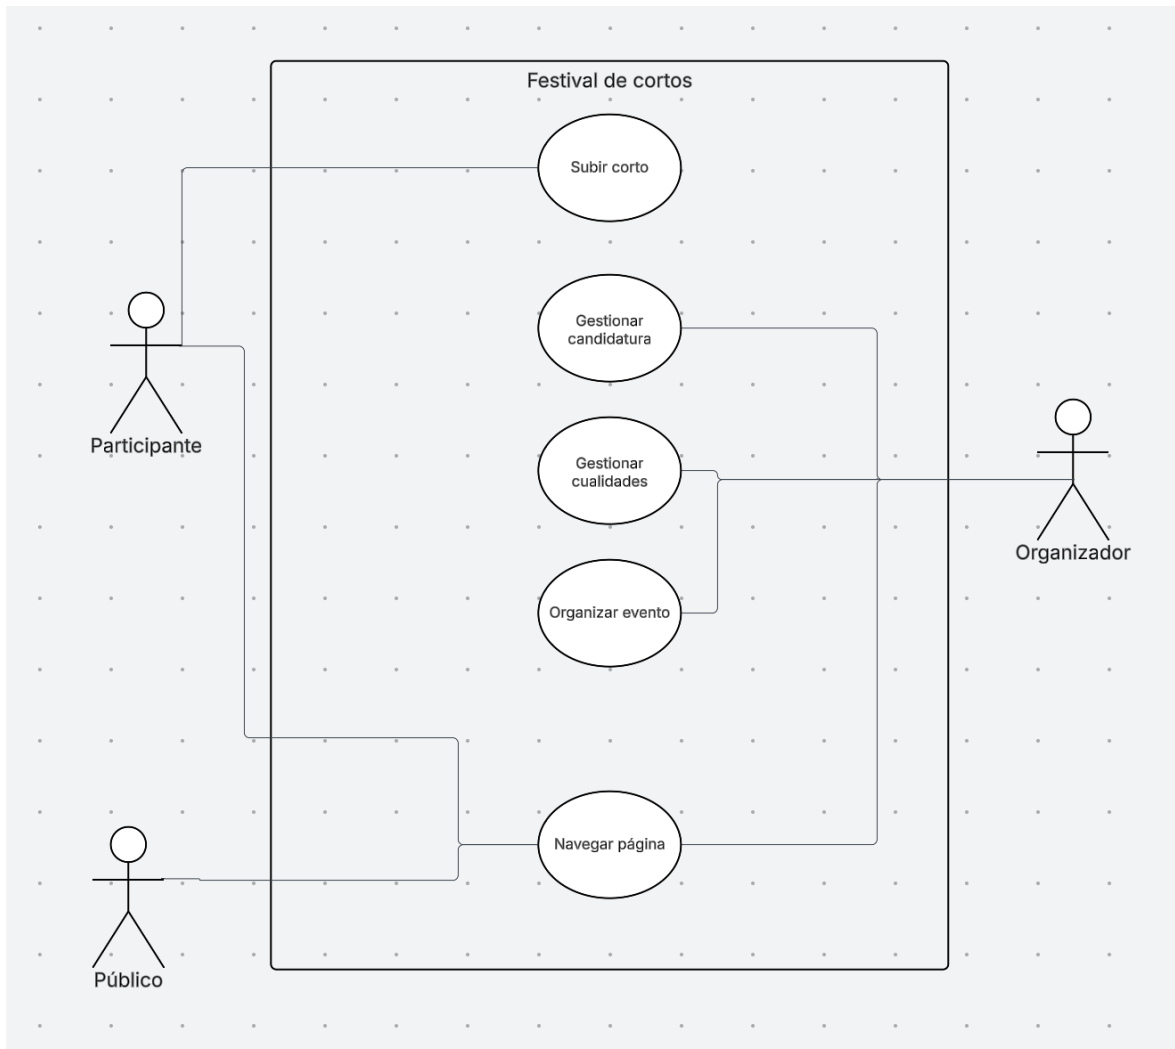 Festival de cortos
Subir corto
Gestionar
candidatura
Participante
Gestionar
cualidades
Organizador
Organizar evento
Navegar página
Público